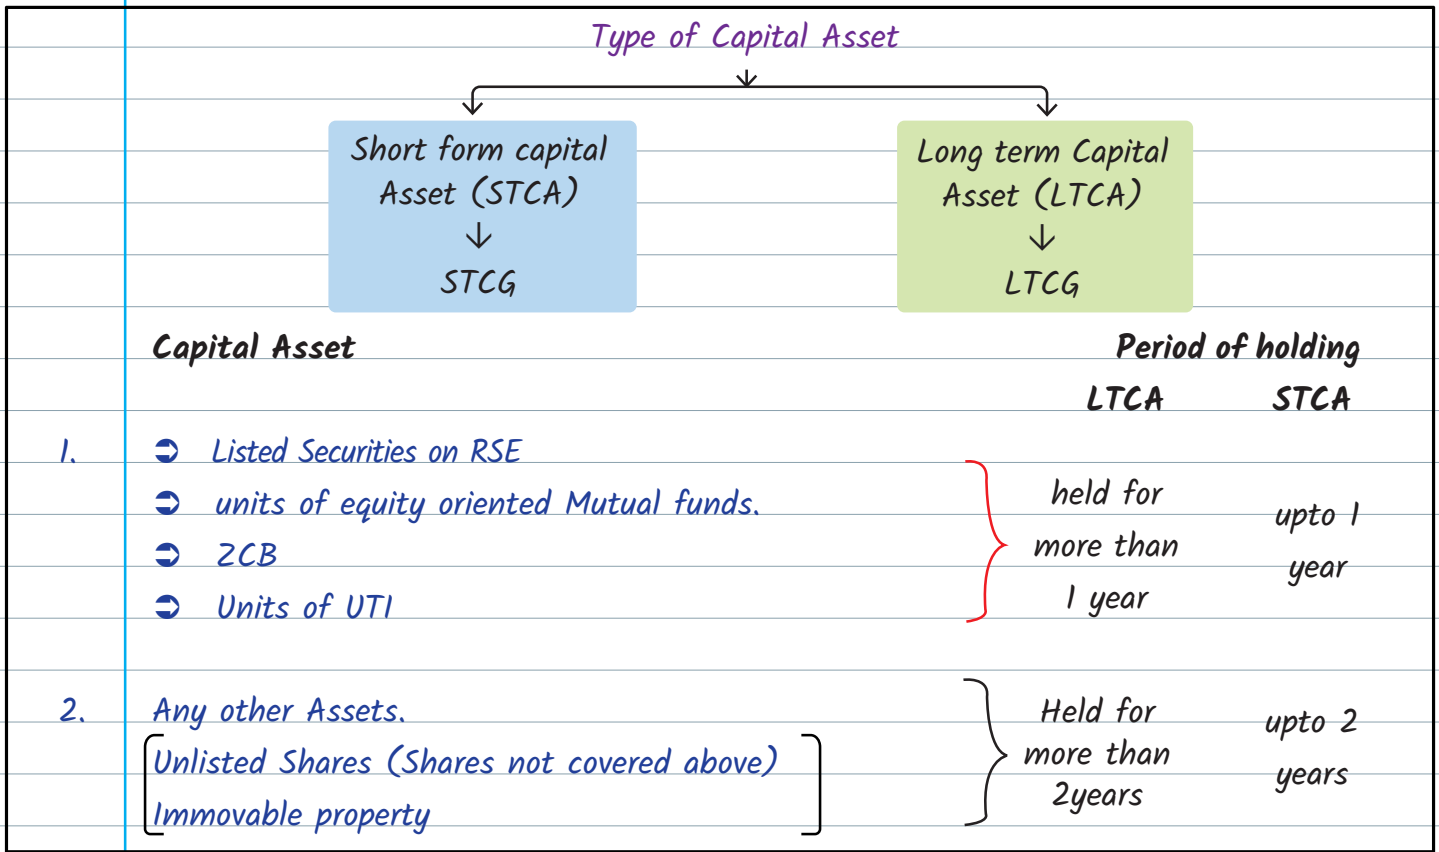 Type of Capital Asset
Short form capital
Asset (STCA)
↓
STCG
Long term Capital
Asset (LTCA)
↓
LTCG
Capital Asset
Period of holding
LTCA STCA
1. ➲ Listed Securities on RSE
➲ units of equity oriented Mutual funds.
➲ ZCB
➲ Units of UTI
held for
more than
1 year
upto 1
year
2. Any other Assets.
Unlisted Shares (Shares not covered above)
Immovable property
Held for
more than
2years
upto 2
years